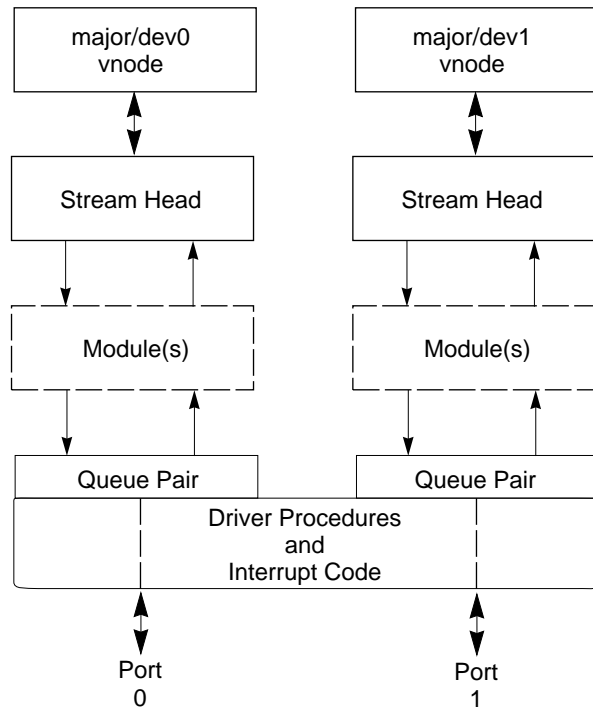 major/dev0
vnode
major/dev1
vnode
Stream Head
Stream Head
Module(s)
Module(s)
Queue Pair
Queue Pair
Driver Procedures
and
Interrupt Code
Port
0
Port
1